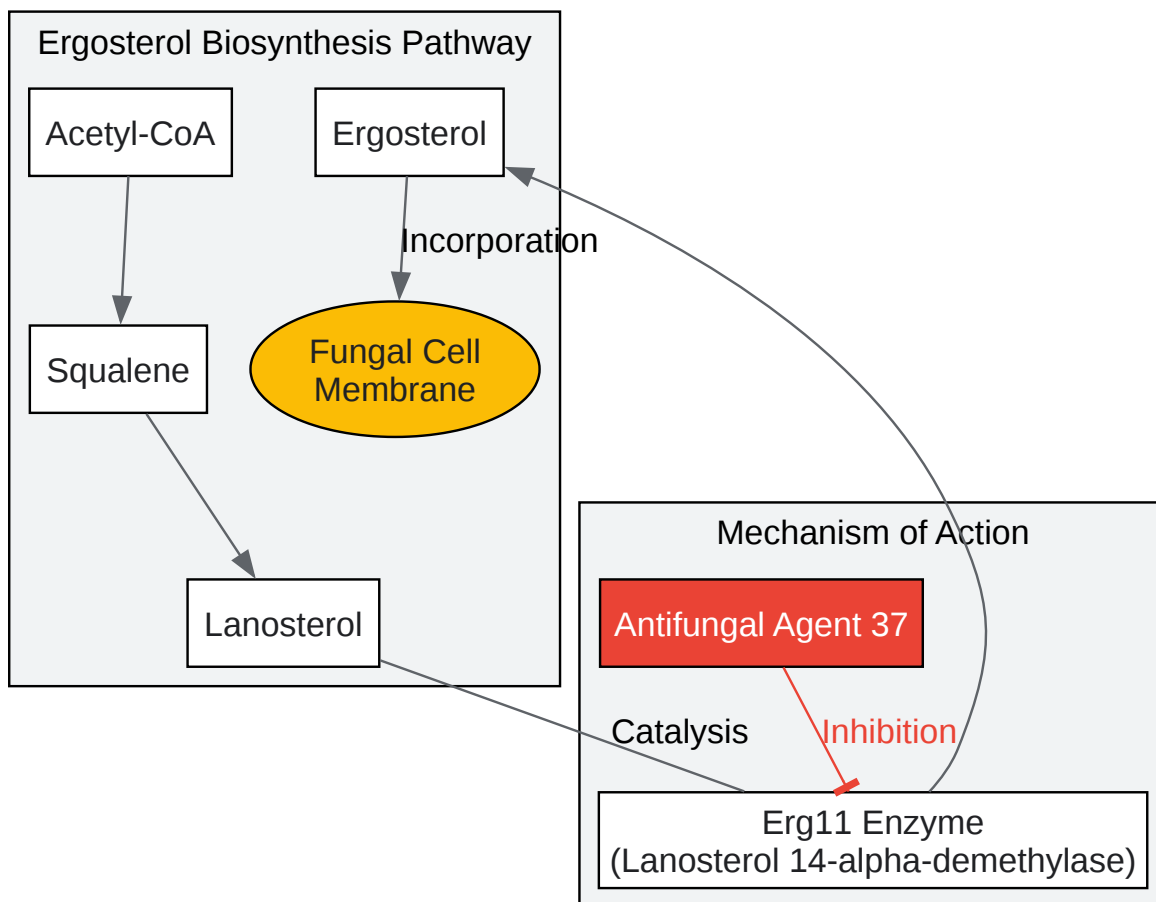 Ergosterol Biosynthesis Pathway
Acetyl-CoA
Ergosterol
Incorporation
Squalene
Fungal Cell
Membrane
Lanosterol
Mechanism of Action
Antifungal Agent 37
Catalysis
Inhibition
Erg11 Enzyme
(Lanosterol 14-alpha-demethylase)